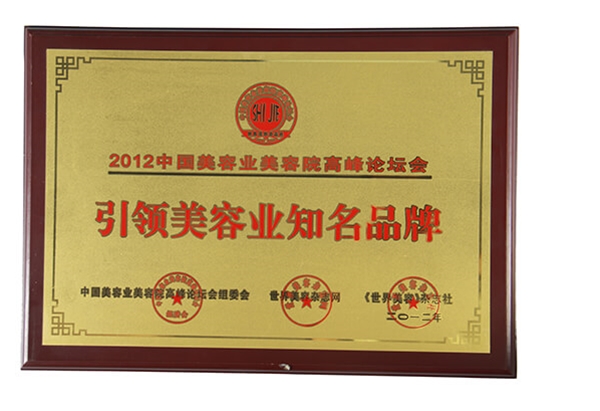 SHI JIE
2012中国美容业美容院高峰论坛会
引领美容业知名品牌
中国美容业美容院高峰论坛会组委会 世界美容杂志网 《世界美容》杂志社
二〇一二年